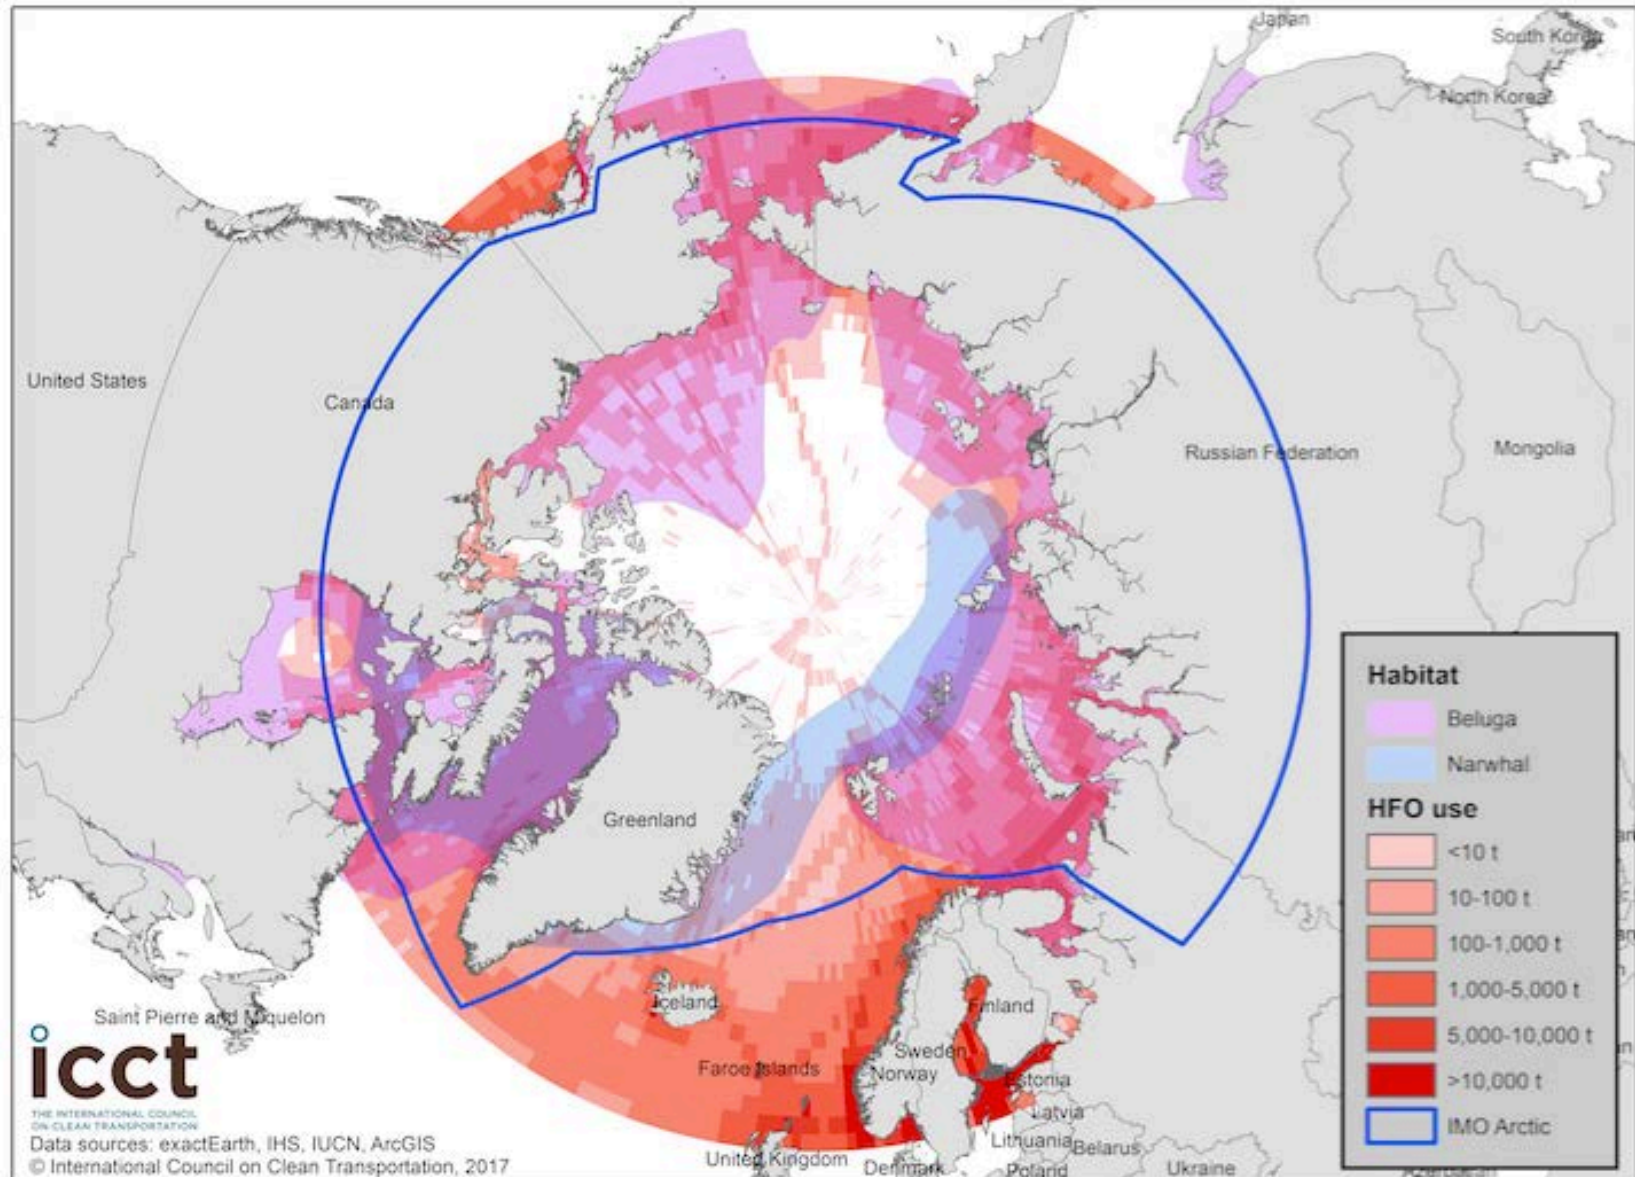 Japan
South Korea
North Korea
United States
Canada
Russian Federation
Mongolia
Greenland
Iceland
Finland
Saint Pierre and Miquelon
Faroe Islands
Sweden
Norway
Estonia
Latvia
Lithuania
Belarus
United Kingdom
Denmark
Poland
Ukraine
Habitat
Beluga
Narwhal
HFO use
<10 t
10-100 t
100-1,000 t
1,000-5,000 t
5,000-10,000 t
>10,000 t
IMO Arctic
icct
THE INTERNATIONAL COUNCIL
ON CLEAN TRANSPORTATION
Data sources: exactEarth, IHS, IUCN, ArcGIS
© International Council on Clean Transportation, 2017